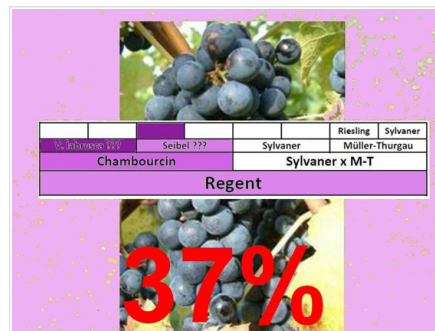 Riesling Sylvaner
V. labrusca ??? Seibel ??? Sylvaner Müller-Thurgau
Chambourcin Sylvaner x M-T
Regent
37%